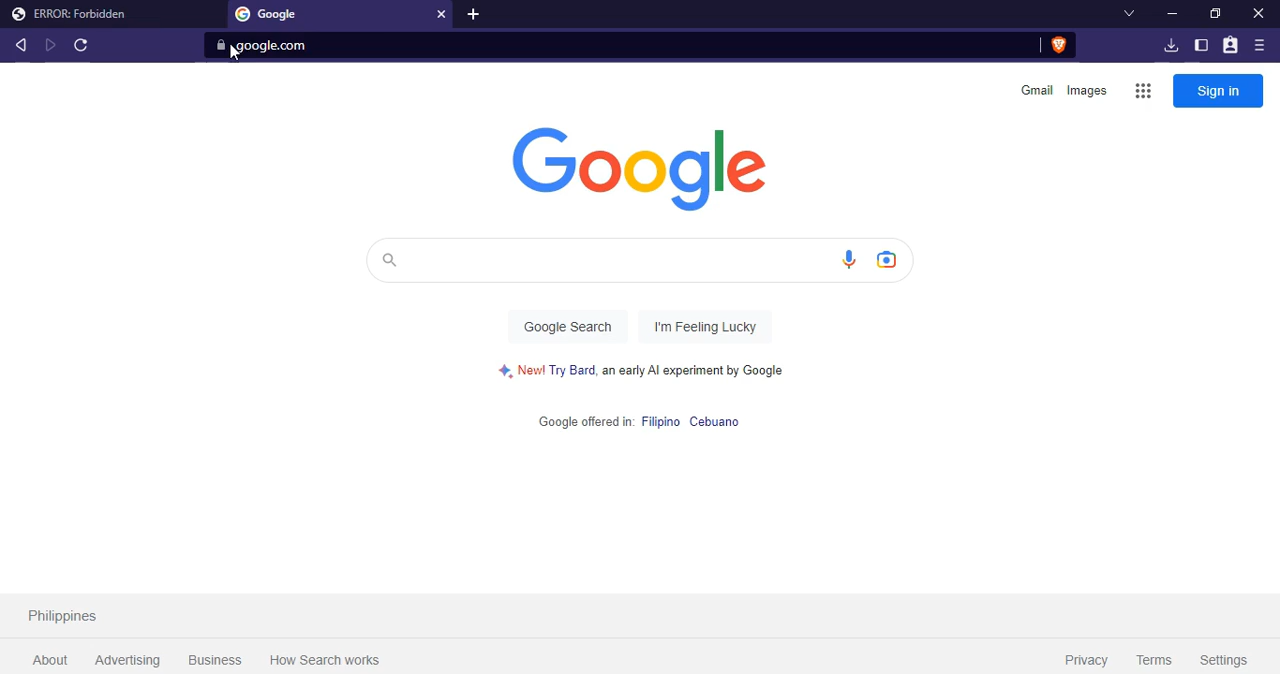 ERROR: Forbidden
Google
google.com
Gmail Images Sign in
Google
Google Search I'm Feeling Lucky
New! Try Bard, an early AI experiment by Google
Google offered in: Filipino Cebuano
Philippines
About Advertising Business How Search works Privacy Terms Settings